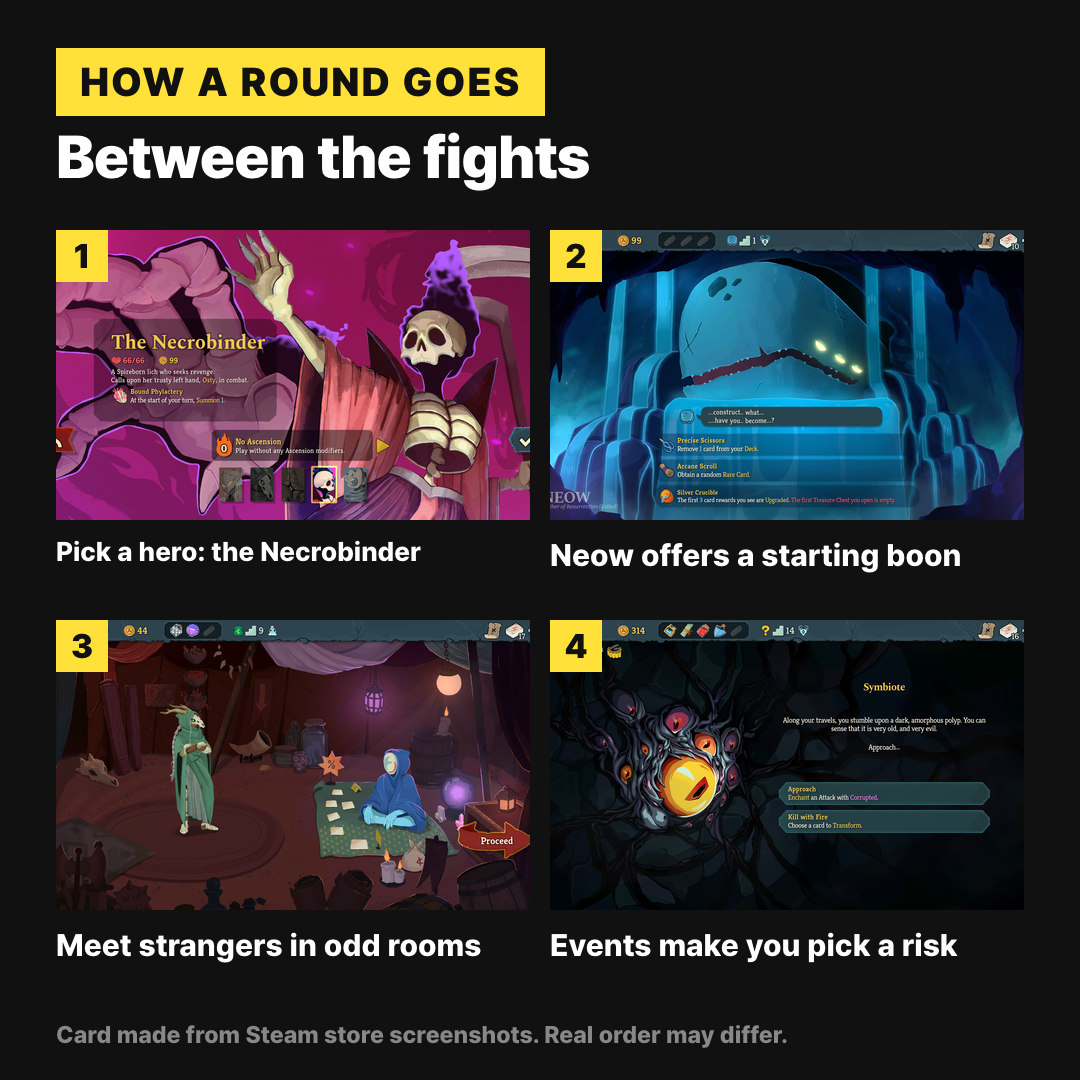 HOW A ROUND GOES
Between the fights
1
The Necrobinder
66/66 99
A Spireborn lich who seeks revenge.
Calls upon her trusty left hand, Osty, in combat.
Bound Phylactery
At the start of your turn, Summon 1.
0
No Ascension
Play without any Ascension modifiers.
Pick a hero: the Necrobinder
2
99
1
10
...construct.. what...
....have you.. become...?
Precise Scissors
Remove 1 card from your Deck.
Arcane Scroll
Obtain a random Rare Card.
Silver Crucible
The first 3 card rewards you see are Upgraded. The first Treasure Chest you open is empty.
NEOW
Neow offers a starting boon
3
44
9
17
%
Proceed
Meet strangers in odd rooms
4
314
? 14
16
Symbiote
Along your travels, you stumble upon a dark, amorphous polyp. You can
sense that it is very old, and very evil.
Approach...
Approach
Enchant an Attack with Corrupted.
Kill with Fire
Choose a card to Transform.
Events make you pick a risk
Card made from Steam store screenshots. Real order may differ.